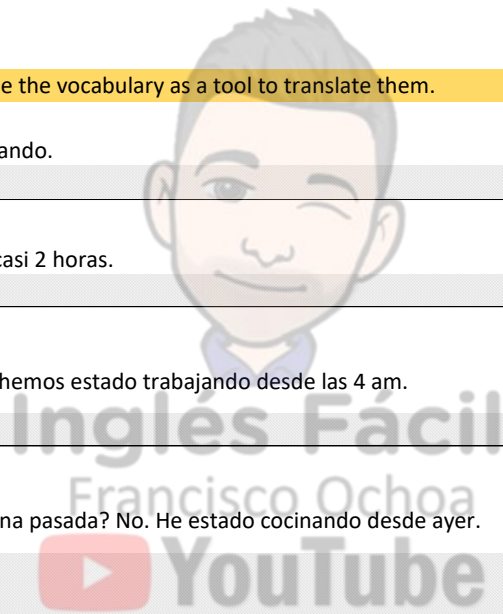 e the vocabulary as a tool to translate them.
ando.
casi 2 horas.
hemos estado trabajando desde las 4 am.
Inglés Fácil
Francisco Ochoa
na pasada? No. He estado cocinando desde ayer.
YouTube